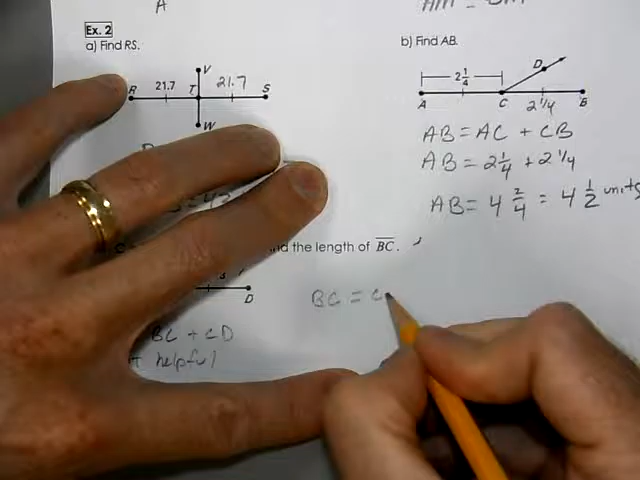 A
Ex. 2
a) Find RS.
V
21.7
21.7
R
T
S
W
b) Find AB.
D
2 1/4
A
C
2 1/4
B
AB = AC + CB
AB = 2 1/4 + 2 1/4
AB = 4 2/4 = 4 1/2 units
nd the length of BC.
D
BC = C
BC + CD
helpful